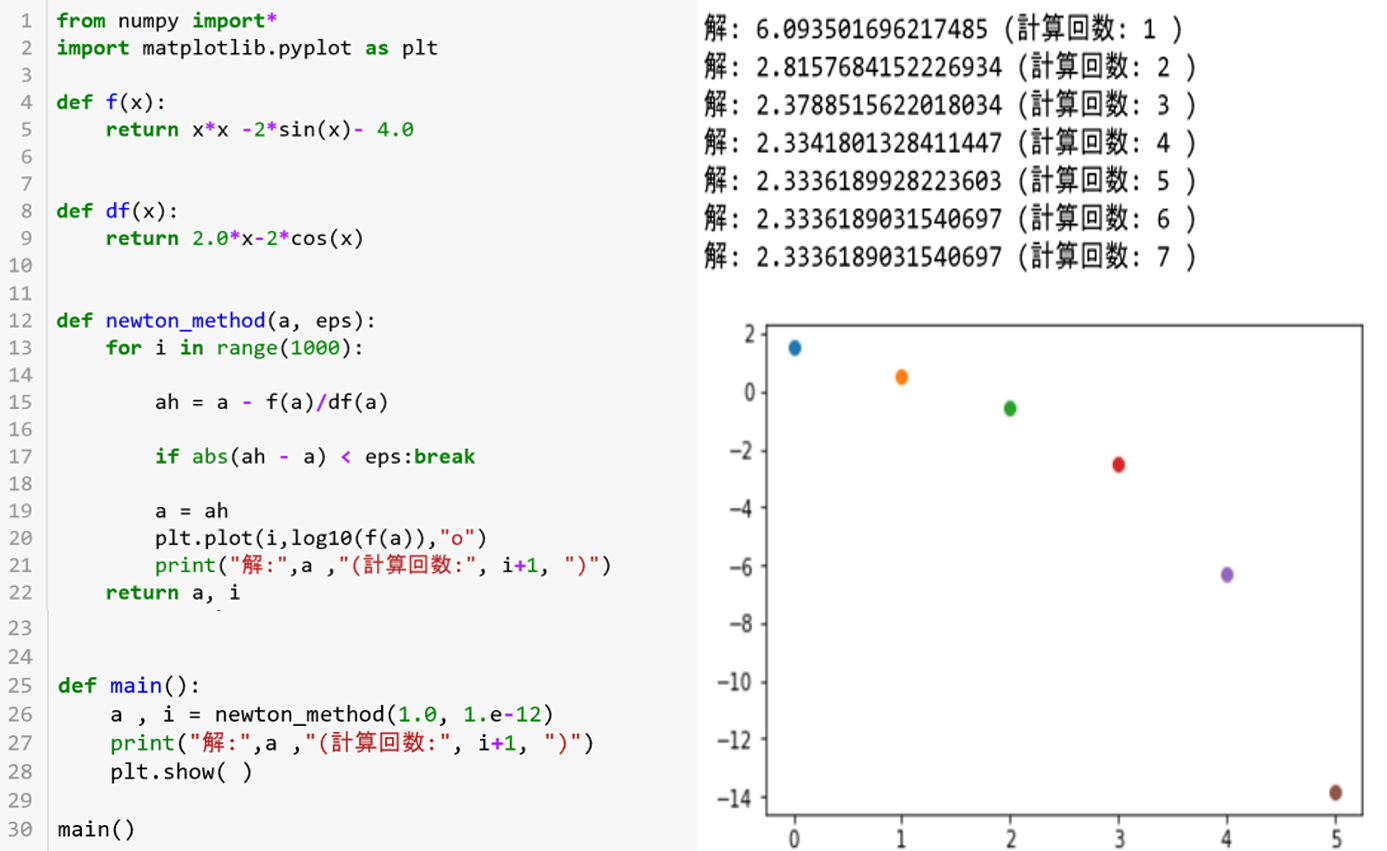 1 from numpy import*
2 import matplotlib.pyplot as plt
3
4 def f(x):
5     return x*x -2*sin(x)- 4.0
6
7
8 def df(x):
9     return 2.0*x-2*cos(x)
10
11
12 def newton_method(a, eps):
13     for i in range(1000):
14
15         ah = a - f(a)/df(a)
16
17         if abs(ah - a) < eps:break
18
19         a = ah
20         plt.plot(i,log10(f(a)),"o")
21         print("解:",a ,"(計算回数:", i+1, ")")
22     return a, i
23
24
25 def main():
26     a , i = newton_method(1.0, 1.e-12)
27     print("解:",a ,"(計算回数:", i+1, ")")
28     plt.show( )
29
30 main()
解: 6.093501696217485 (計算回数: 1 )
解: 2.8157684152226934 (計算回数: 2 )
解: 2.3788515622018034 (計算回数: 3 )
解: 2.3341801328411447 (計算回数: 4 )
解: 2.3336189928223603 (計算回数: 5 )
解: 2.3336189031540697 (計算回数: 6 )
解: 2.3336189031540697 (計算回数: 7 )
2
0
−2
−4
−6
−8
−10
−12
−14
0 1 2 3 4 5